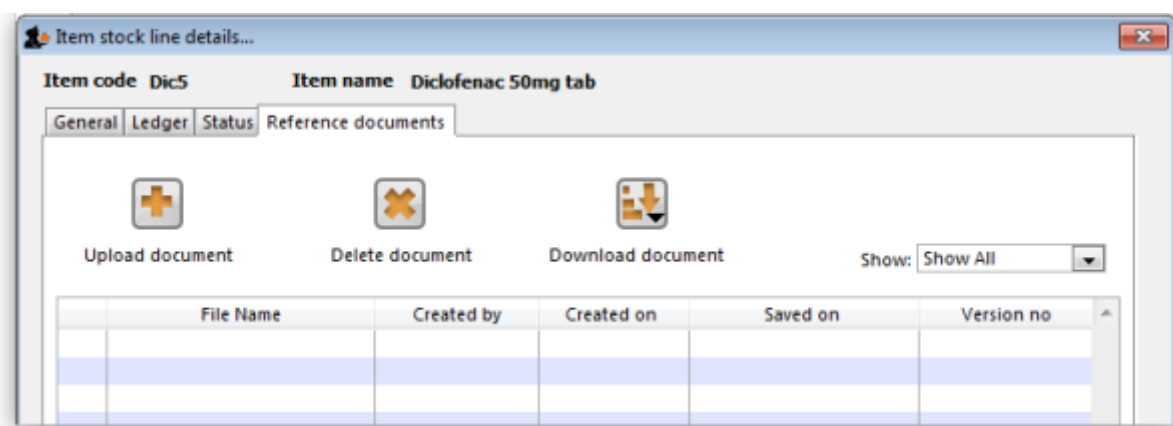 Item stock line details...
Item code Dic5 Item name Diclofenac 50mg tab
General Ledger Status Reference documents
Upload document Delete document Download document
Show: Show All
File Name Created by Created on Saved on Version no